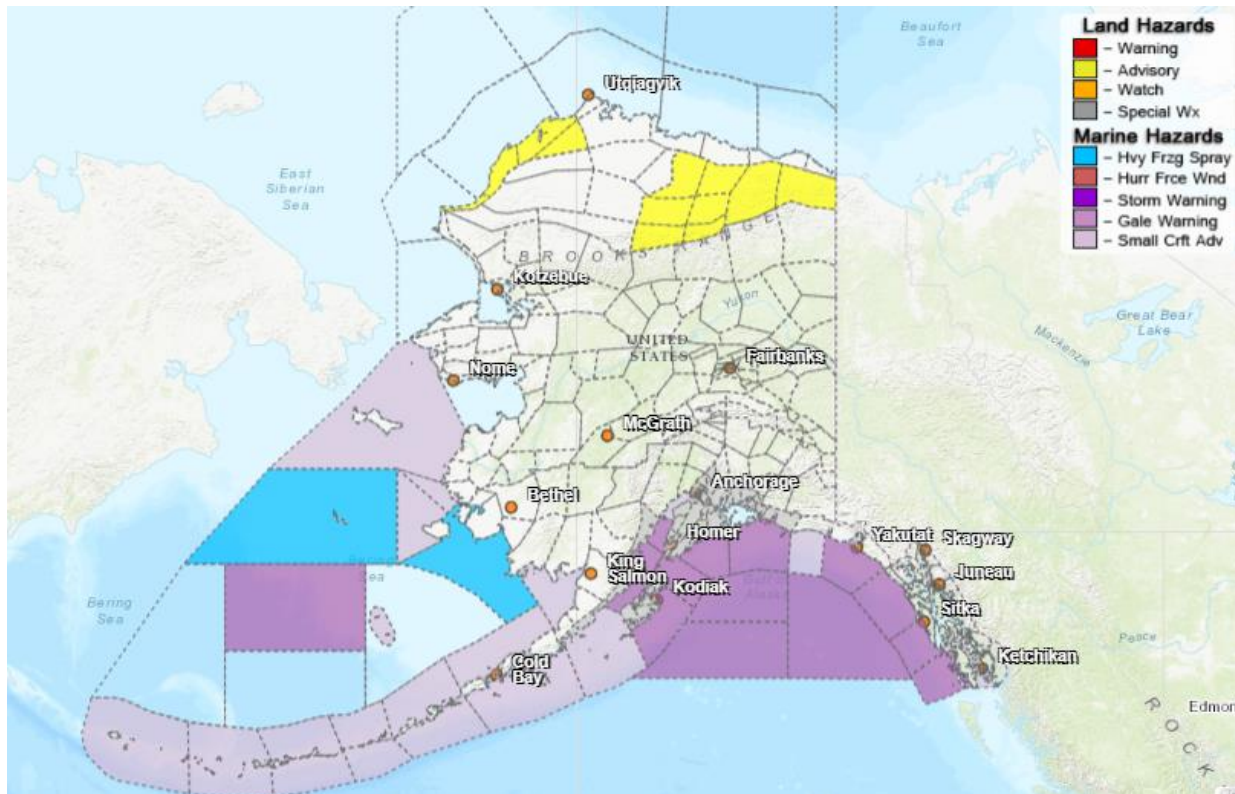 Beaufort
Sea
Land Hazards
– Warning
– Advisory
– Watch
– Special Wx
Marine Hazards
– Hvy Frzg Spray
– Hurr Frce Wnd
– Storm Warning
– Gale Warning
– Small Crft Adv
Utqiagvik
East
Siberian
Sea
BROOKS RANGE
Kotzebue
Yukon
Great Bear
Lake
Mackenzie
UNITED
STATES
Fairbanks
Nome
McGrath
Anchorage
Bethel
Homer
Yakutat
Skagway
King
Salmon
Juneau
Kodiak
Sea
Bering
Sea
Sitka
Peace
Ketchikan
Cold
Bay
Edmon
ROCK